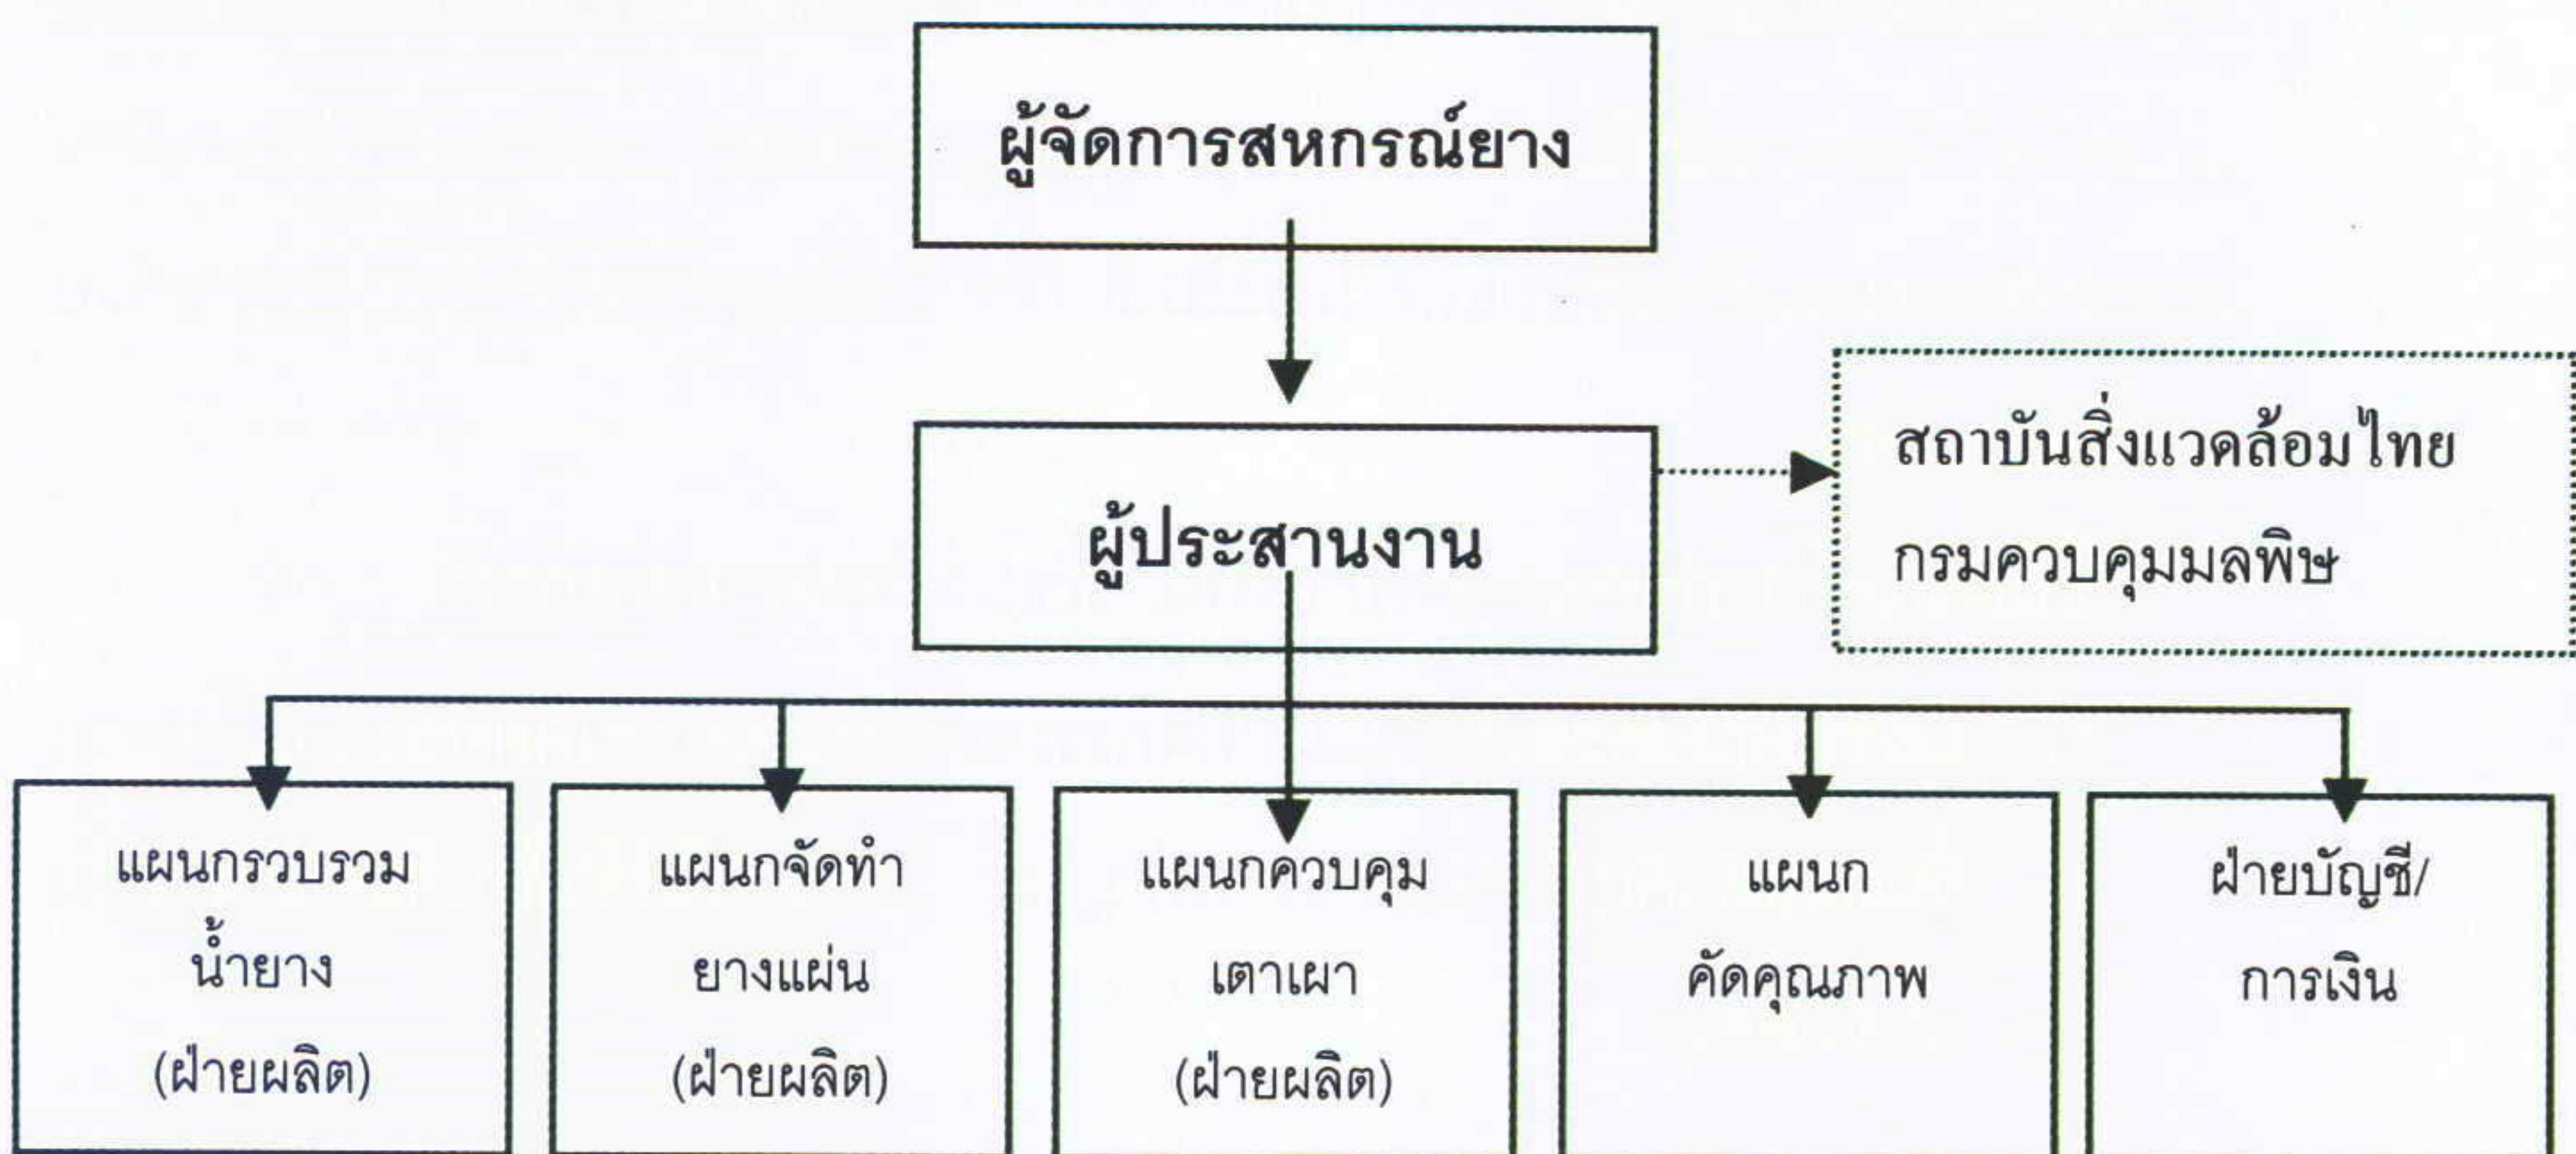 ผู้จัดการสหกรณ์ยาง
ผู้ประสานงาน
สถาบันสิ่งแวดล้อมไทย
กรมควบคุมมลพิษ
แผนกรวบรวม
น้ำยาง
(ฝ่ายผลิต)
แผนกจัดทำ
ยางแผ่น
(ฝ่ายผลิต)
แผนกควบคุม
เตาเผา
(ฝ่ายผลิต)
แผนก
คัดคุณภาพ
ฝ่ายบัญชี/
การเงิน